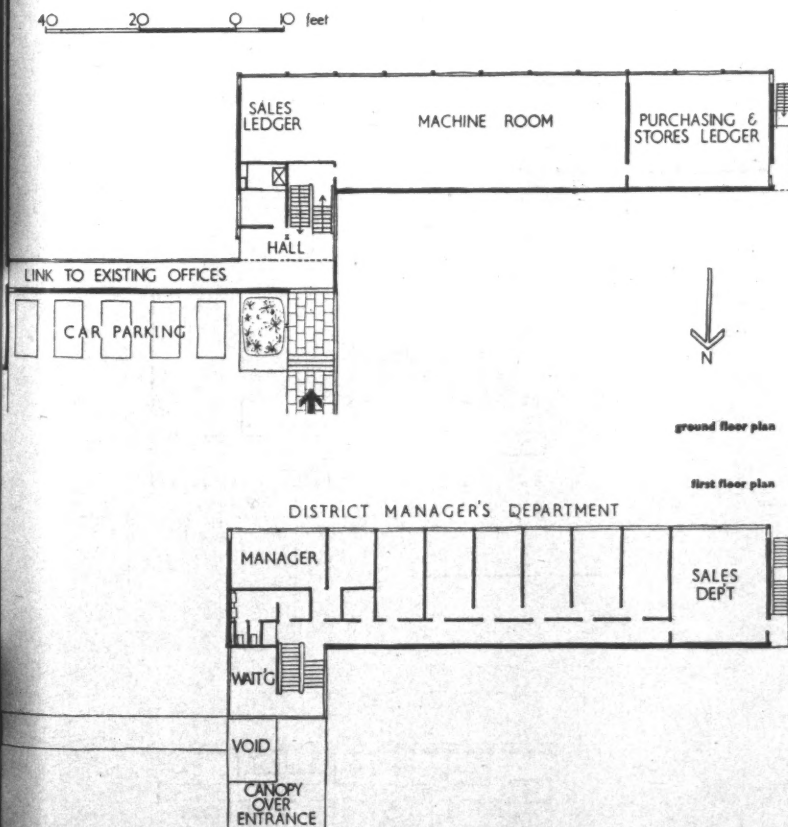 40 20 0 10 feet
SALES
LEDGER
MACHINE ROOM
PURCHASING &
STORES LEDGER
HALL
LINK TO EXISTING OFFICES
CAR PARKING
N
ground floor plan
first floor plan
DISTRICT MANAGER'S DEPARTMENT
MANAGER
SALES
DEP'T
WAIT'G
VOID
CANOPY
OVER
ENTRANCE